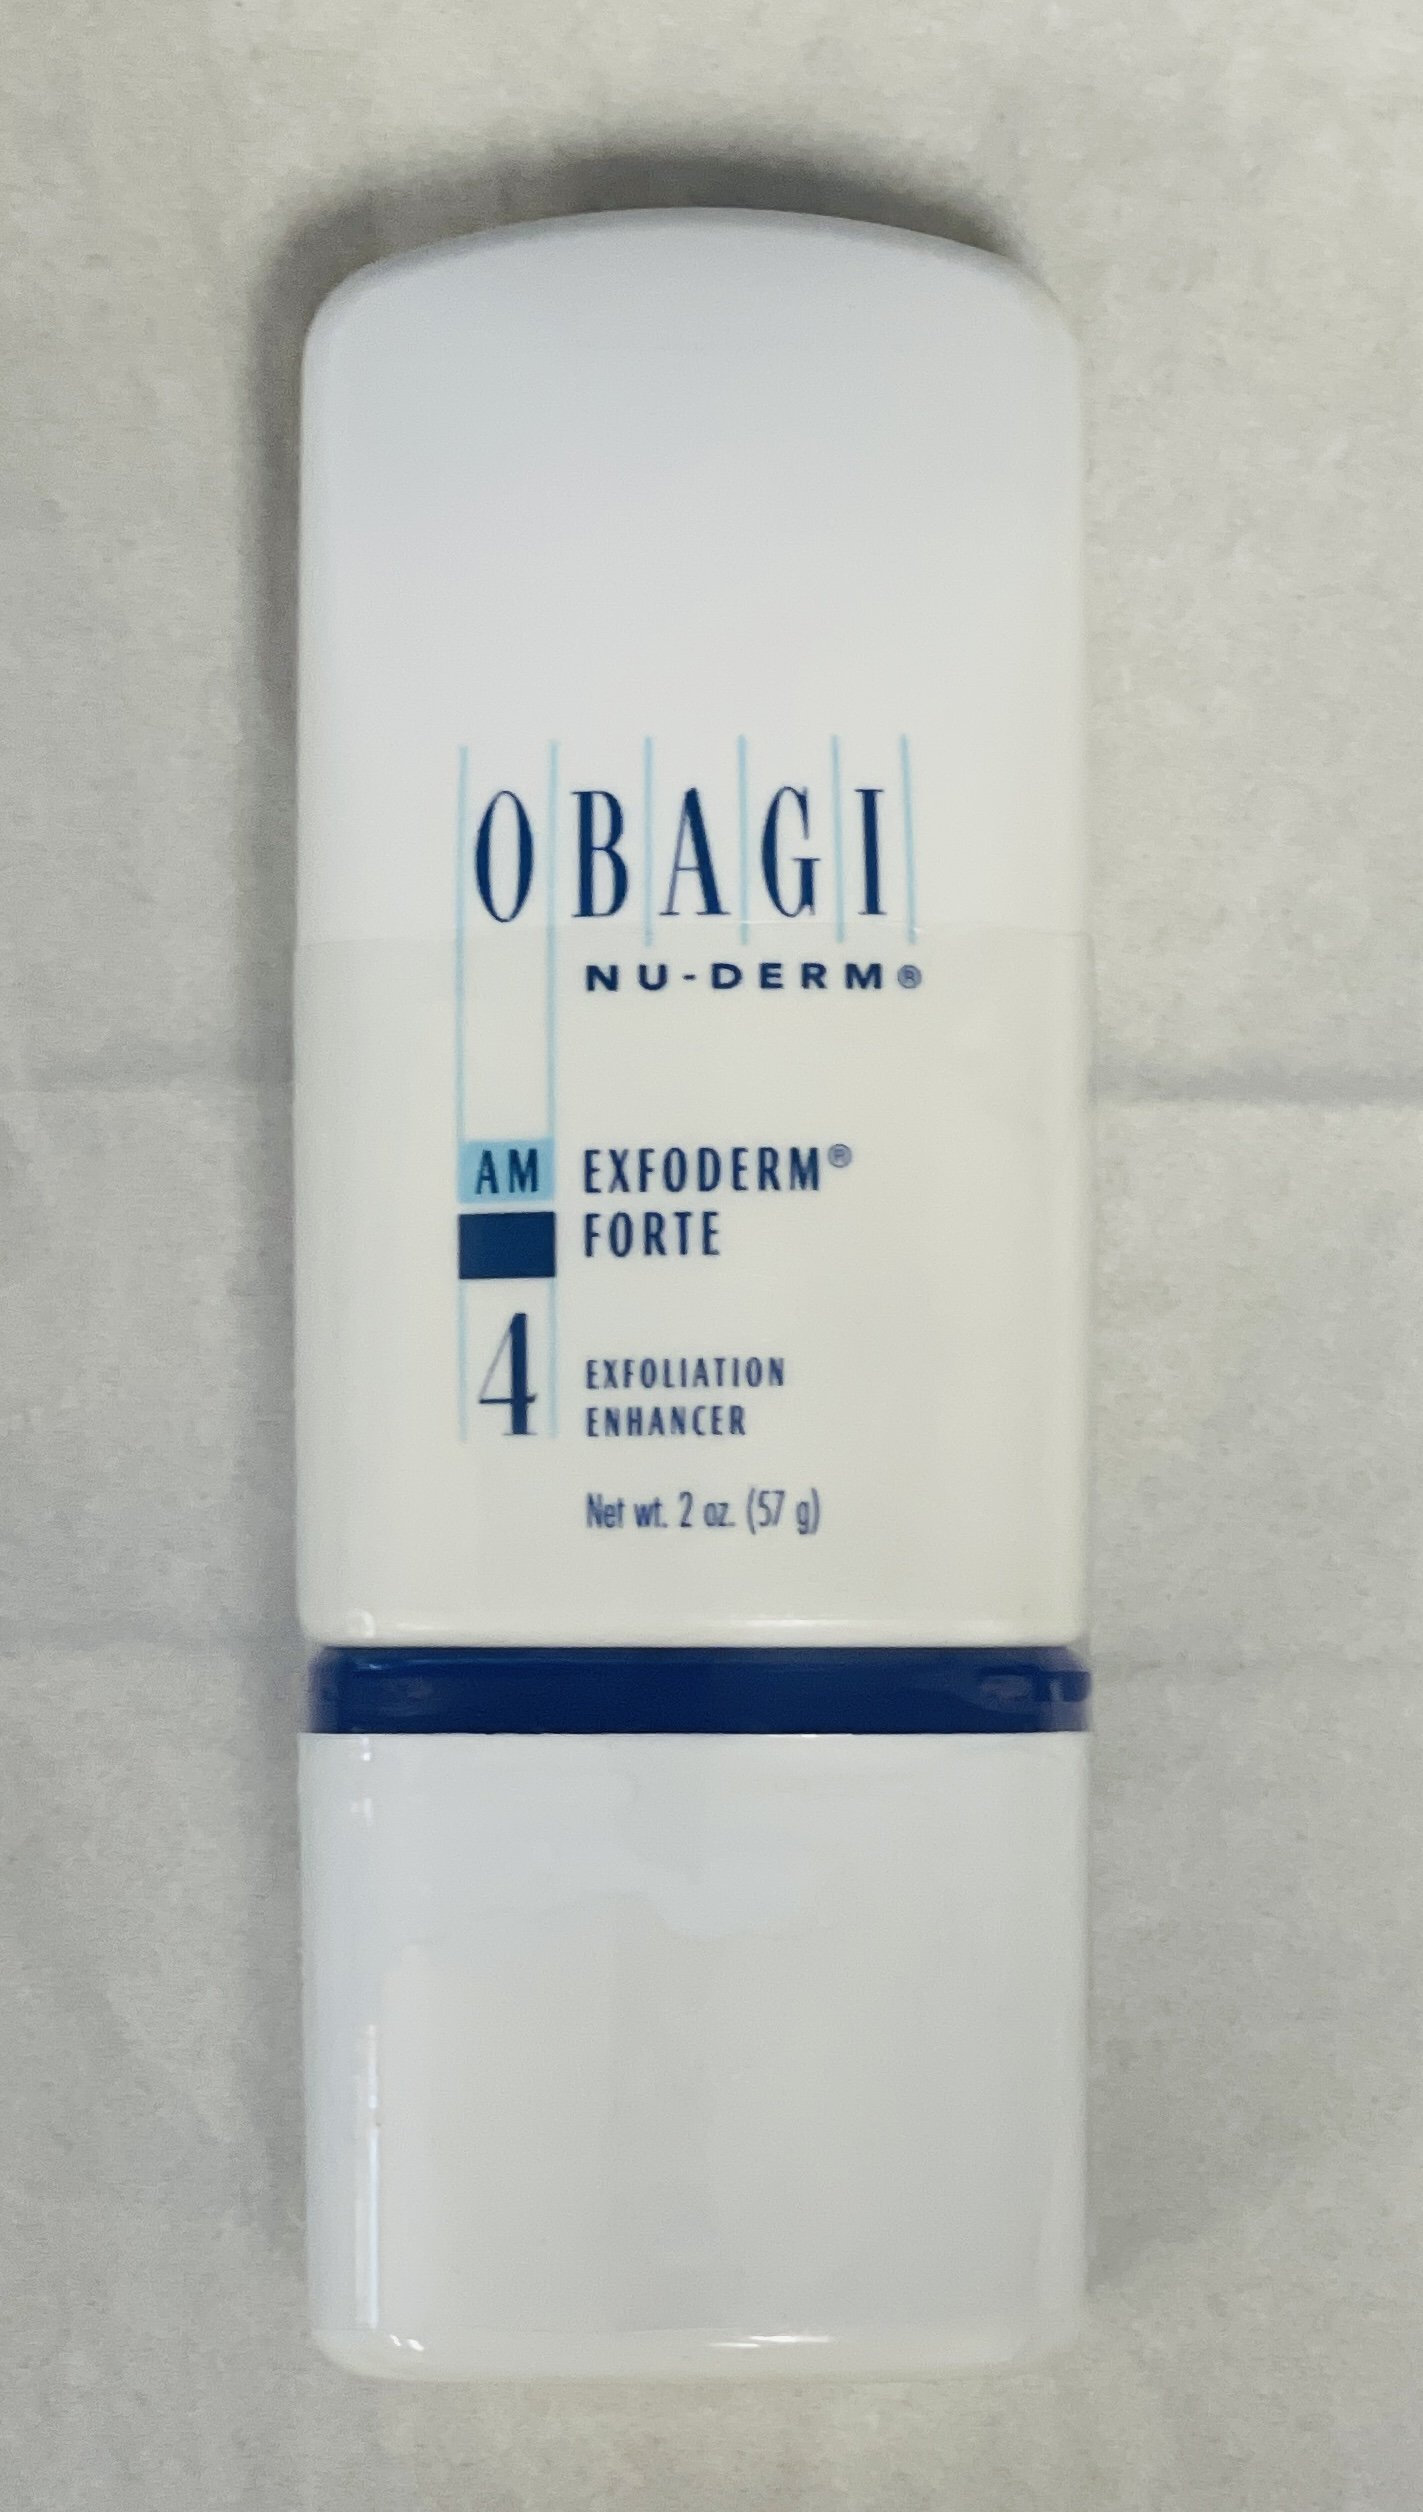 OBAGI
NU-DERM®
AM EXFODERM®
FORTE
4 EXFOLIATION
ENHANCER
Net wt. 2 oz. (57 g)